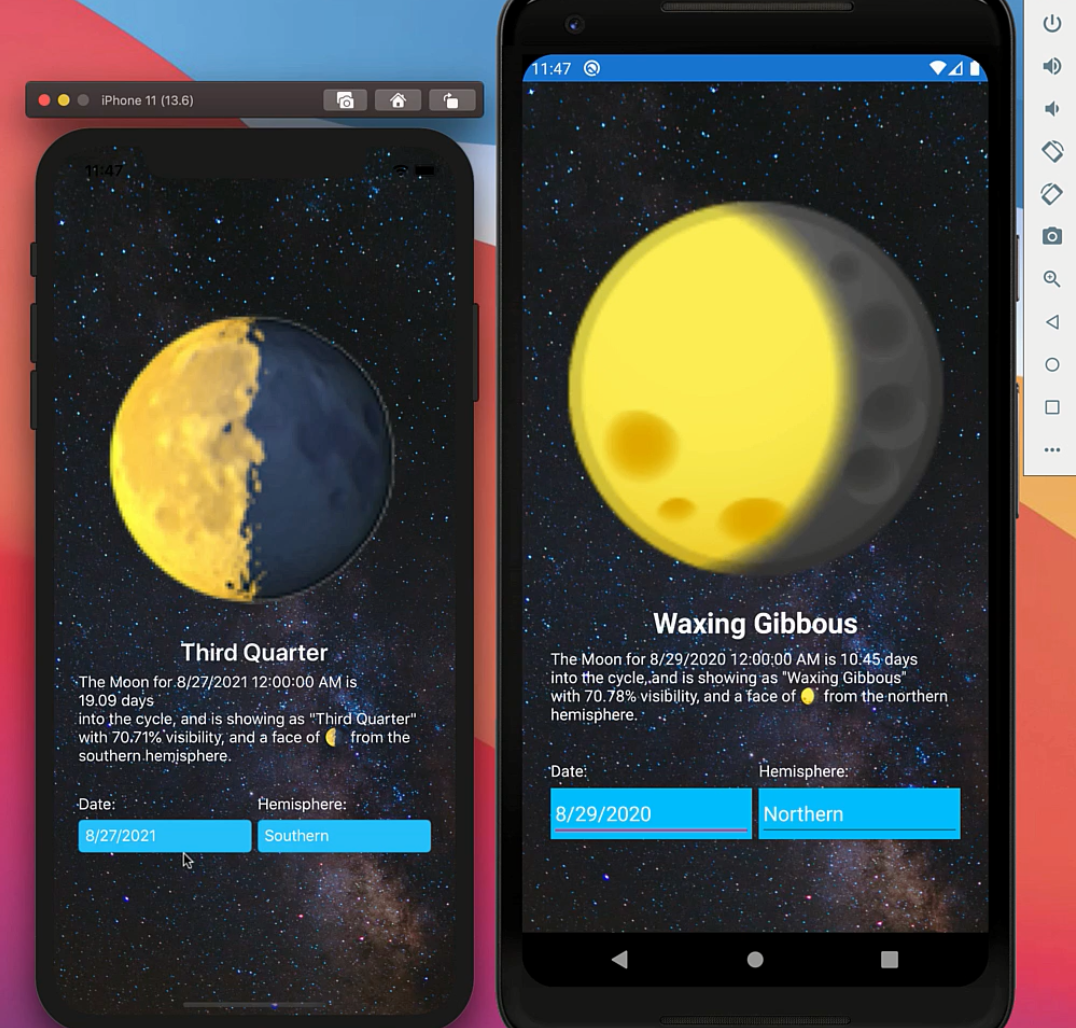 iPhone 11 (13.6)
11:47
Third Quarter
The Moon for 8/27/2021 12:00:00 AM is
19.09 days
into the cycle, and is showing as "Third Quarter"
with 70.71% visibility, and a face of 🌗 from the
southern hemisphere.
Date: Hemisphere:
8/27/2021 Southern
11:47
Waxing Gibbous
The Moon for 8/29/2020 12:00:00 AM is 10.45 days
into the cycle, and is showing as "Waxing Gibbous"
with 70.78% visibility, and a face of 🌖 from the northern
hemisphere.
Date: Hemisphere:
8/29/2020 Northern